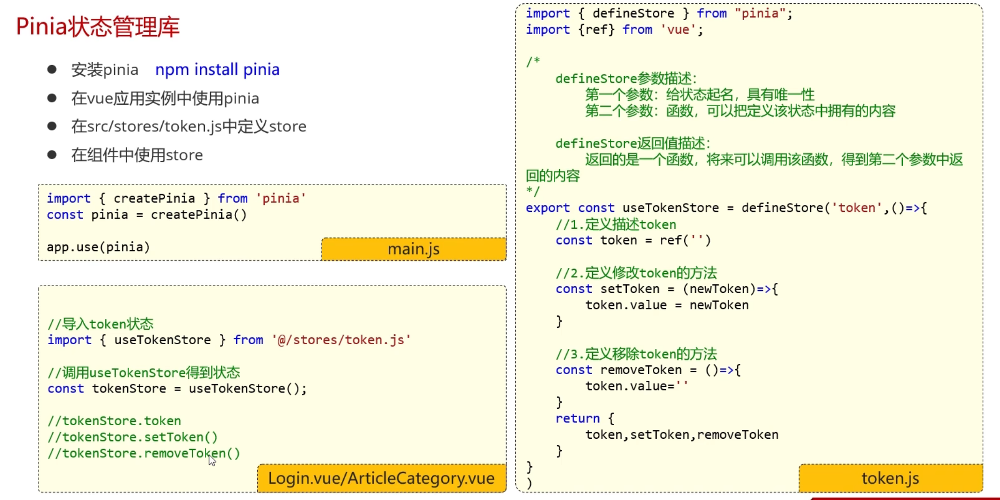 Pinia状态管理库
安装pinia npm install pinia
在vue应用实例中使用pinia
在src/stores/token.js中定义store
在组件中使用store
import { createPinia } from 'pinia'
const pinia = createPinia()
app.use(pinia)
main.js
//导入token状态
import { useTokenStore } from '@/stores/token.js'
//调用useTokenStore得到状态
const tokenStore = useTokenStore();
//tokenStore.token
//tokenStore.setToken()
//tokenStore.removeToken()
Login.vue/ArticleCategory.vue
import { defineStore } from "pinia";
import {ref} from 'vue';
/*
defineStore参数描述:
第一个参数：给状态起名，具有唯一性
第二个参数：函数，可以把定义该状态中拥有的内容
defineStore返回值描述:
返回的是一个函数，将来可以调用该函数，得到第二个参数中返
回的内容
*/
export const useTokenStore = defineStore('token',()=>{
//1.定义描述token
const token = ref('')
//2.定义修改token的方法
const setToken = (newToken)=>{
token.value = newToken
}
//3.定义移除token的方法
const removeToken = ()=>{
token.value=''
}
return {
token,setToken,removeToken
}
}
)
token.js